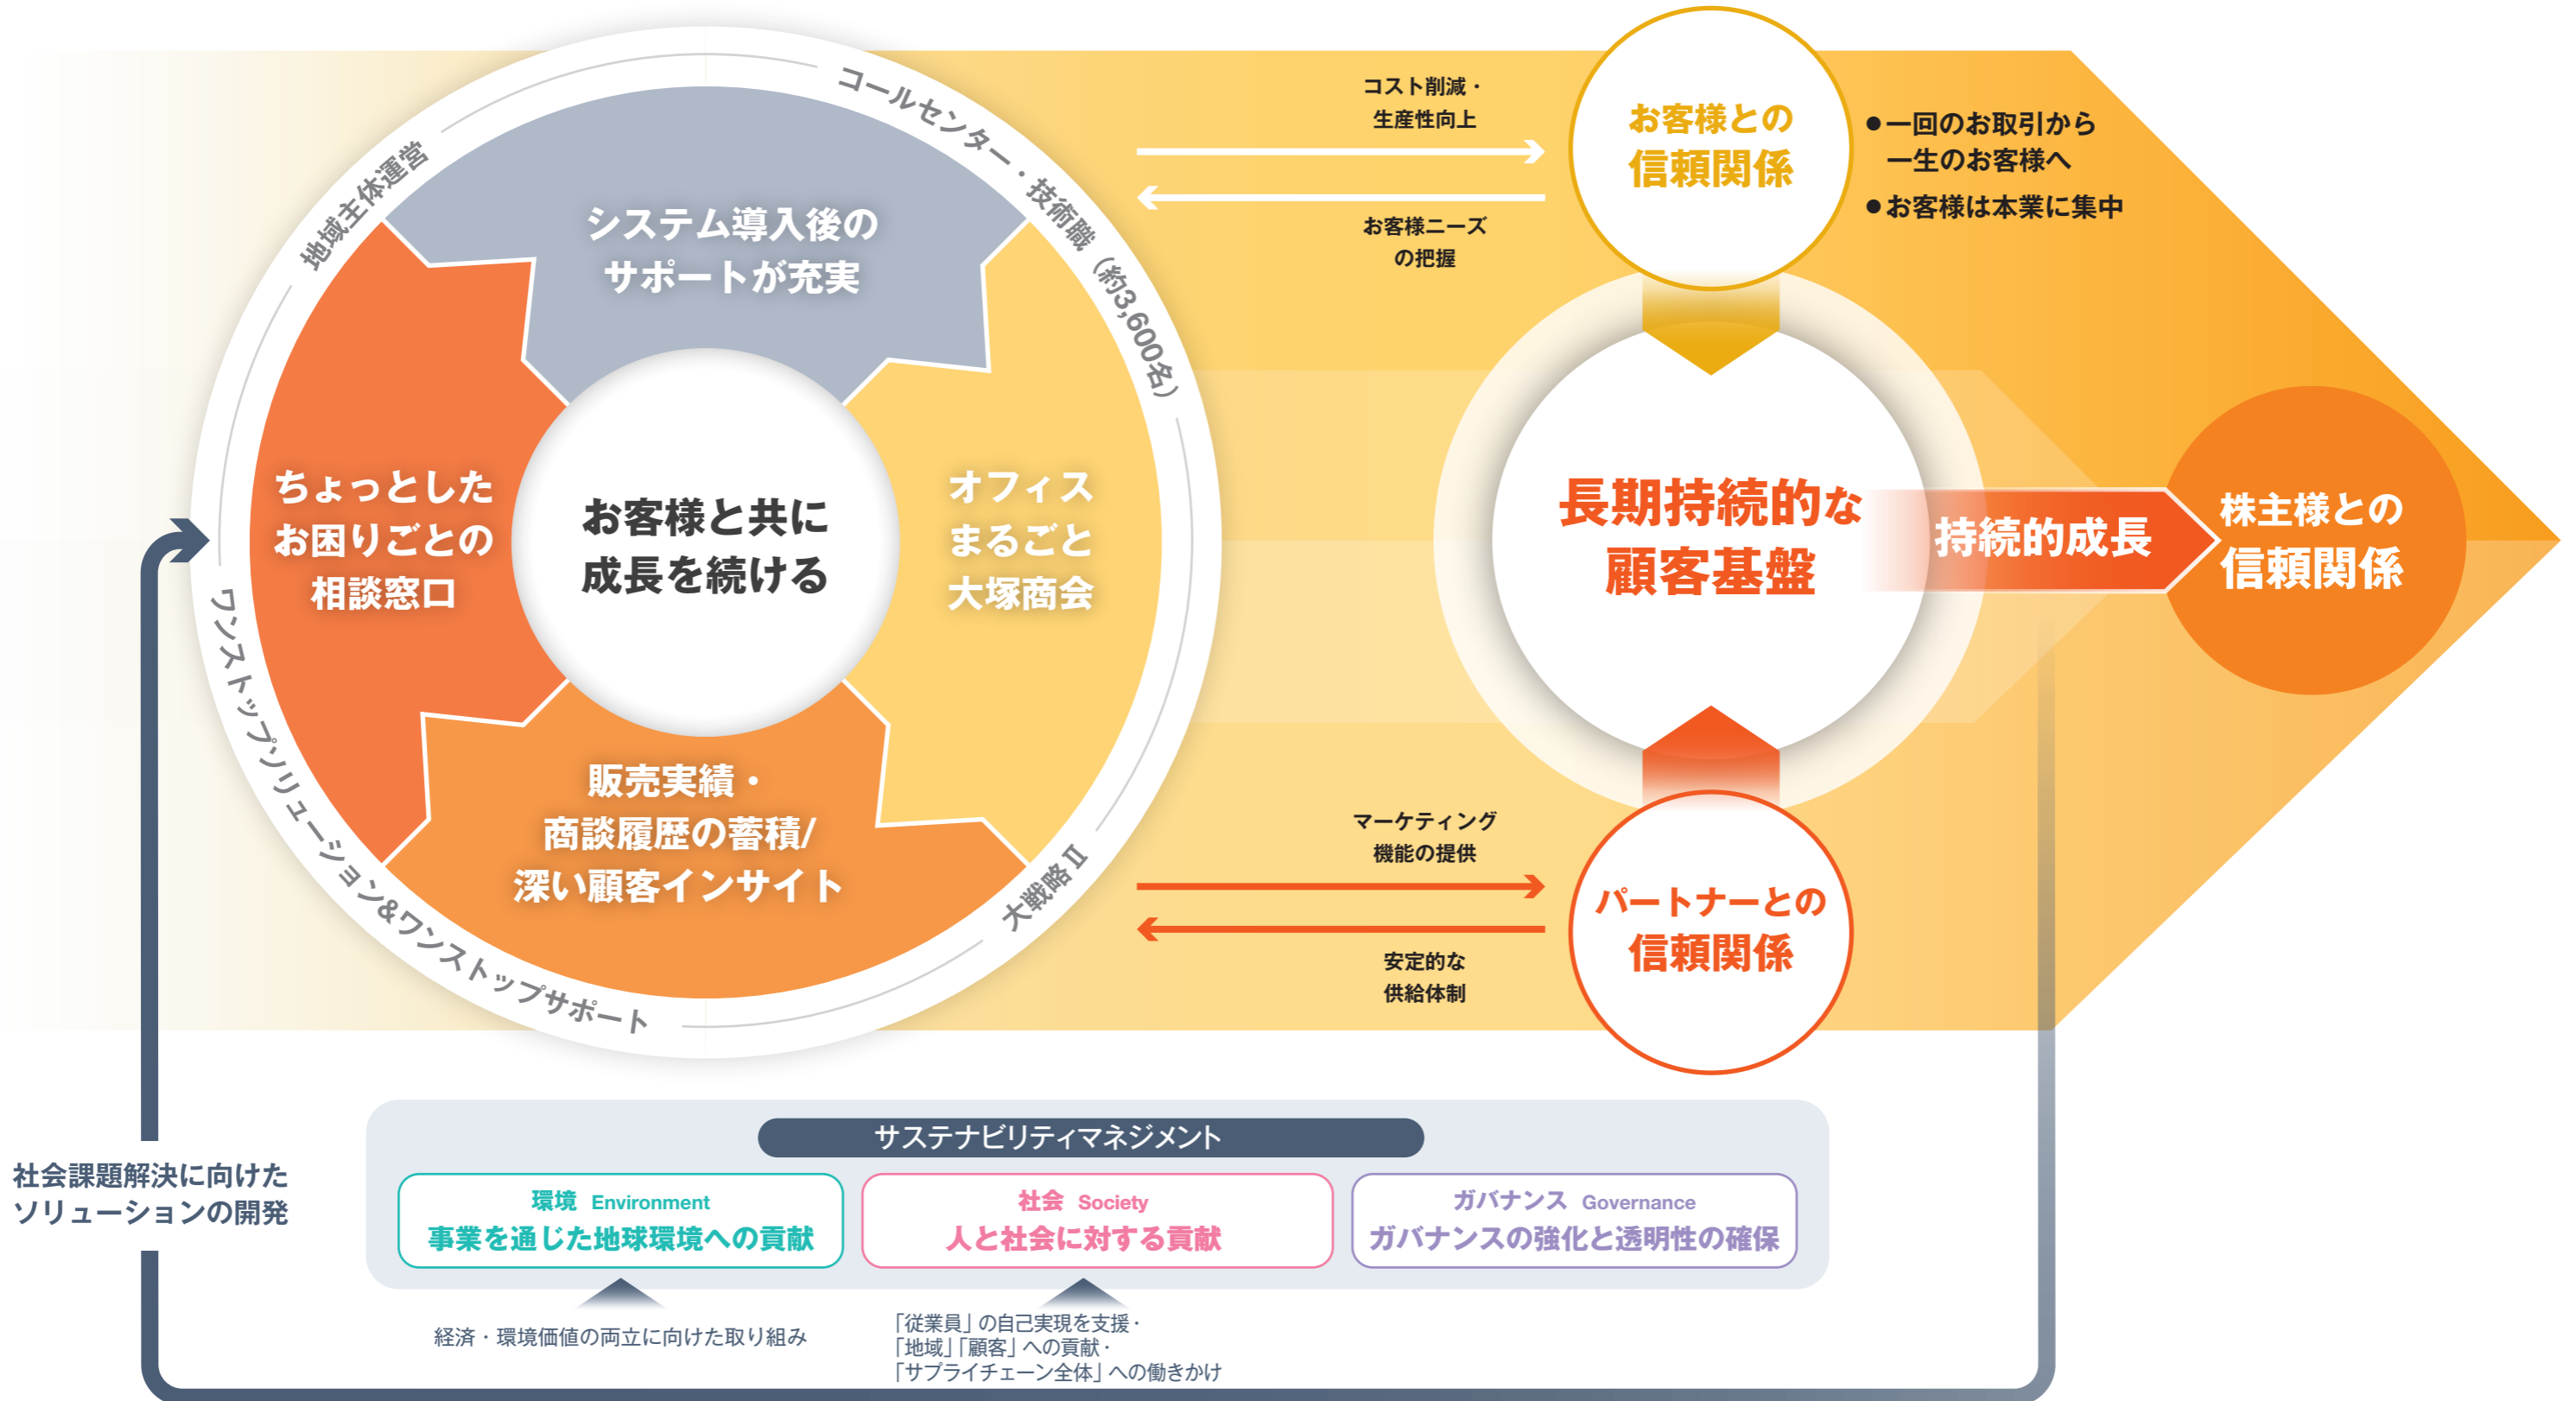 地域主体運営
コールセンター・技術職（約3,600名）
ワンストップソリューション&ワンストップサポート
大戦略Ⅱ
システム導入後の
サポートが充実
ちょっとした
お困りごとの
相談窓口
お客様と共に
成長を続ける
オフィス
まるごと
大塚商会
販売実績・
商談履歴の蓄積/
深い顧客インサイト
コスト削減・
生産性向上
お客様ニーズ
の把握
お客様との
信頼関係
●一回のお取引から
一生のお客様へ
●お客様は本業に集中
長期持続的な
顧客基盤
持続的成長
株主様との
信頼関係
マーケティング
機能の提供
安定的な
供給体制
パートナーとの
信頼関係
社会課題解決に向けた
ソリューションの開発
サステナビリティマネジメント
環境 Environment
事業を通じた地球環境への貢献
社会 Society
人と社会に対する貢献
ガバナンス Governance
ガバナンスの強化と透明性の確保
経済・環境価値の両立に向けた取り組み
「従業員」の自己実現を支援・
「地域」「顧客」への貢献・
「サプライチェーン全体」への働きかけ